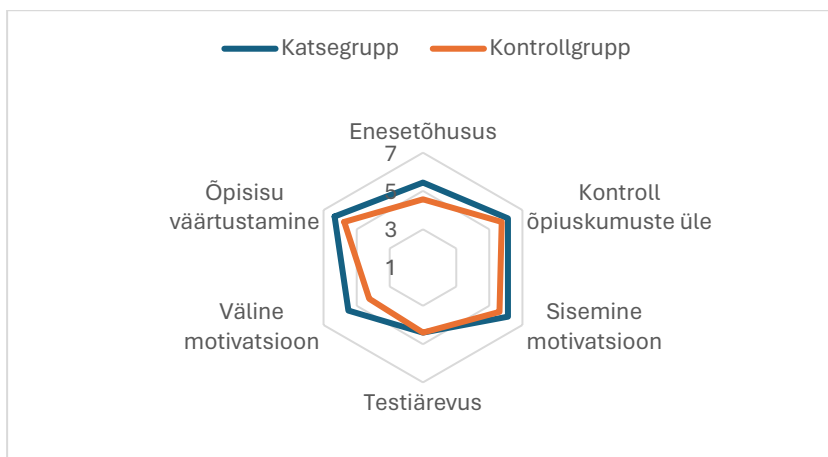 Katsegrupp
Kontrollgrupp
Enesetõhusus
7
5
3
1
Kontroll
õpiuskumuste üle
Sisemine
motivatsioon
Testiärevus
Väline
motivatsioon
Õpisisu
väärtustamine